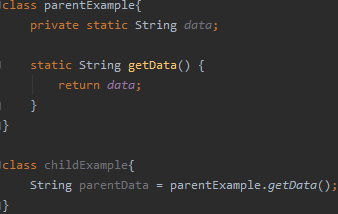 class parentExample{
private static String data;
static String getData() {
return data;
}
}
class childExample{
String parentData = parentExample.getData();
}